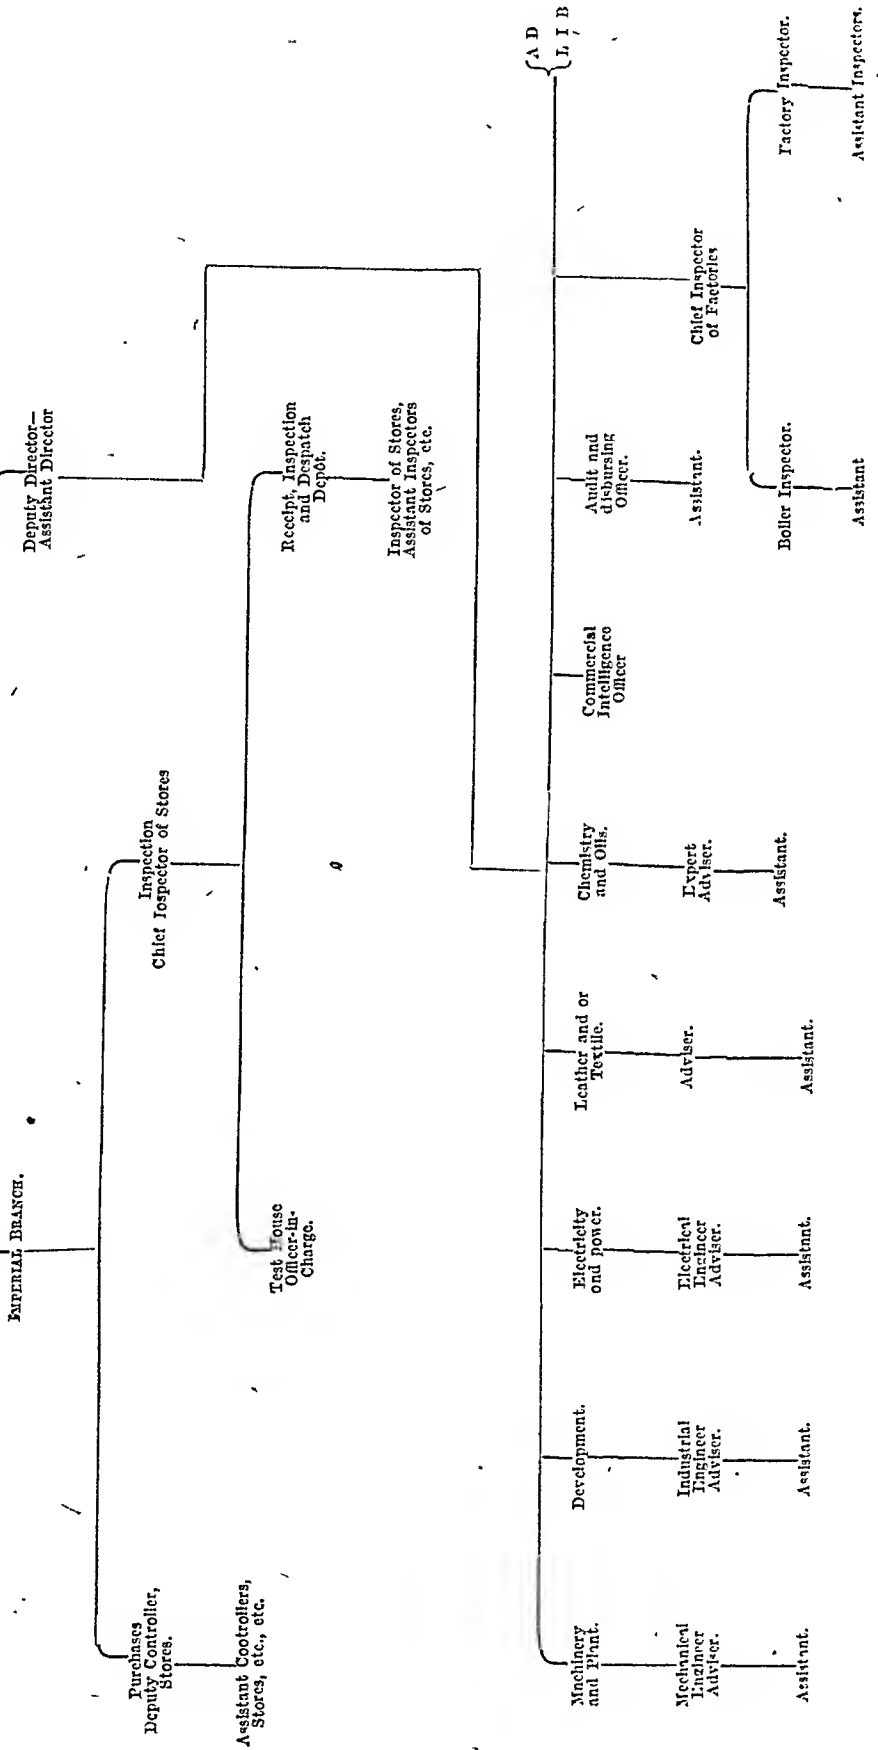 IMPERIAL BRANCH.
Deputy Director—
Assistant Director
Purchases
Deputy Controller,
Stores.
Assistant Controllers,
Stores, etc., etc.
Inspection
Chief Inspector of Stores
Test House
Officer-in-
Charge.
Receipt, Inspection
and Despatch
Depôt.
Inspector of Stores,
Assistant Inspectors
of Stores, etc.
Machinery
and Plant.
Mechanical
Engineer
Adviser.
Assistant.
Development.
Industrial
Engineer
Adviser.
Assistant.
Electricity
and power.
Electrical
Engineer
Adviser.
Assistant.
Leather and or
Textile.
Adviser.
Assistant.
Chemistry
and Oils.
Expert
Adviser.
Assistant.
Commercial
Intelligence
Officer
Audit and
disbursing
Officer.
Assistant.
Chief Inspector
of Factories
Boiler Inspector.
Assistant
Factory Inspector.
Assistant Inspectors.
A D
L I B